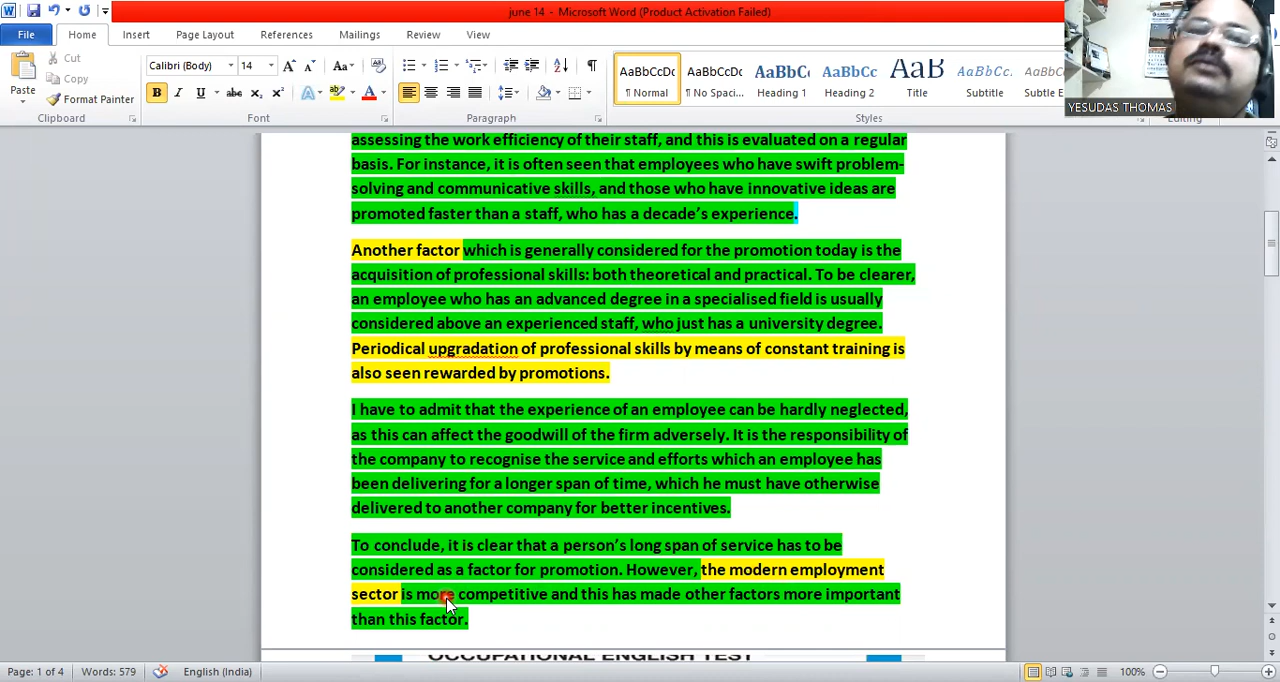 june 14 - Microsoft Word (Product Activation Failed)
File Home Insert Page Layout References Mailings Review View
Paste
Cut
Copy
Format Painter
Calibri (Body) 14
Aa
B I U abc x₂ x²
A A
AaBbCcDc AaBbCcDc AaBbCc AaBbCc AaB AaBbCc. AaBbCc
¶ Normal ¶ No Spaci... Heading 1 Heading 2 Title Subtitle Subtle E
Clipboard Font Paragraph Styles Editing
YESUDAS THOMAS
assessing the work efficiency of their staff, and this is evaluated on a regular
basis. For instance, it is often seen that employees who have swift problem-
solving and communicative skills, and those who have innovative ideas are
promoted faster than a staff, who has a decade’s experience.
Another factor which is generally considered for the promotion today is the
acquisition of professional skills: both theoretical and practical. To be clearer,
an employee who has an advanced degree in a specialised field is usually
considered above an experienced staff, who just has a university degree.
Periodical upgradation of professional skills by means of constant training is
also seen rewarded by promotions.
I have to admit that the experience of an employee can be hardly neglected,
as this can affect the goodwill of the firm adversely. It is the responsibility of
the company to recognise the service and efforts which an employee has
been delivering for a longer span of time, which he must have otherwise
delivered to another company for better incentives.
To conclude, it is clear that a person’s long span of service has to be
considered as a factor for promotion. However, the modern employment
sector is more competitive and this has made other factors more important
than this factor.
OCCUPATIONAL ENGLISH TEST
Page: 1 of 4 Words: 579 English (India) 100%